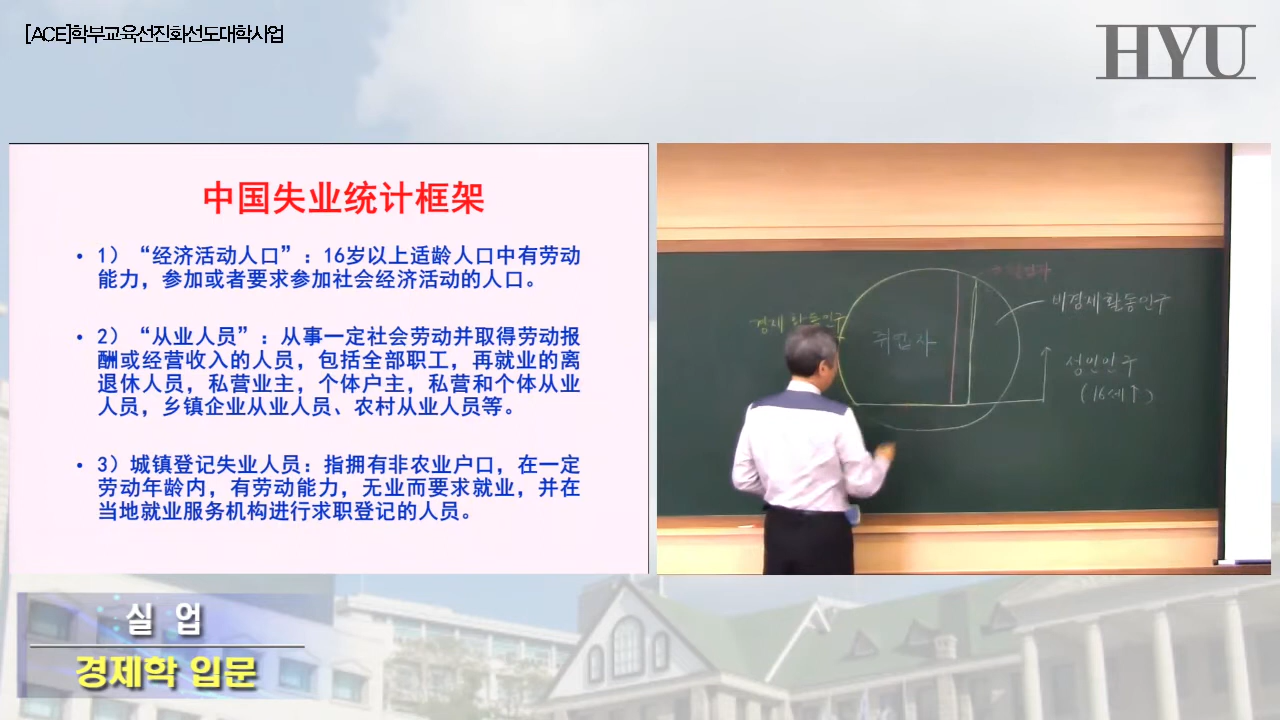 [ACE]학부교육선진화선도대학사업
HYU
中国失业统计框架
• 1）“经济活动人口”：16岁以上适龄人口中有劳动
能力，参加或者要求参加社会经济活动的人口。
• 2）“从业人员”：从事一定社会劳动并取得劳动报
酬或经营收入的人员，包括全部职工，再就业的离
退休人员，私营业主，个体户主，私营和个体从业
人员，乡镇企业从业人员、农村从业人员等。
• 3）城镇登记失业人员：指拥有非农业户口，在一定
劳动年龄内，有劳动能力，无业而要求就业，并在
当地就业服务机构进行求职登记的人员。
비경제활동인구
경제활동인구
취업자
성인인구
(16세↑)
실 업
경제학 입문